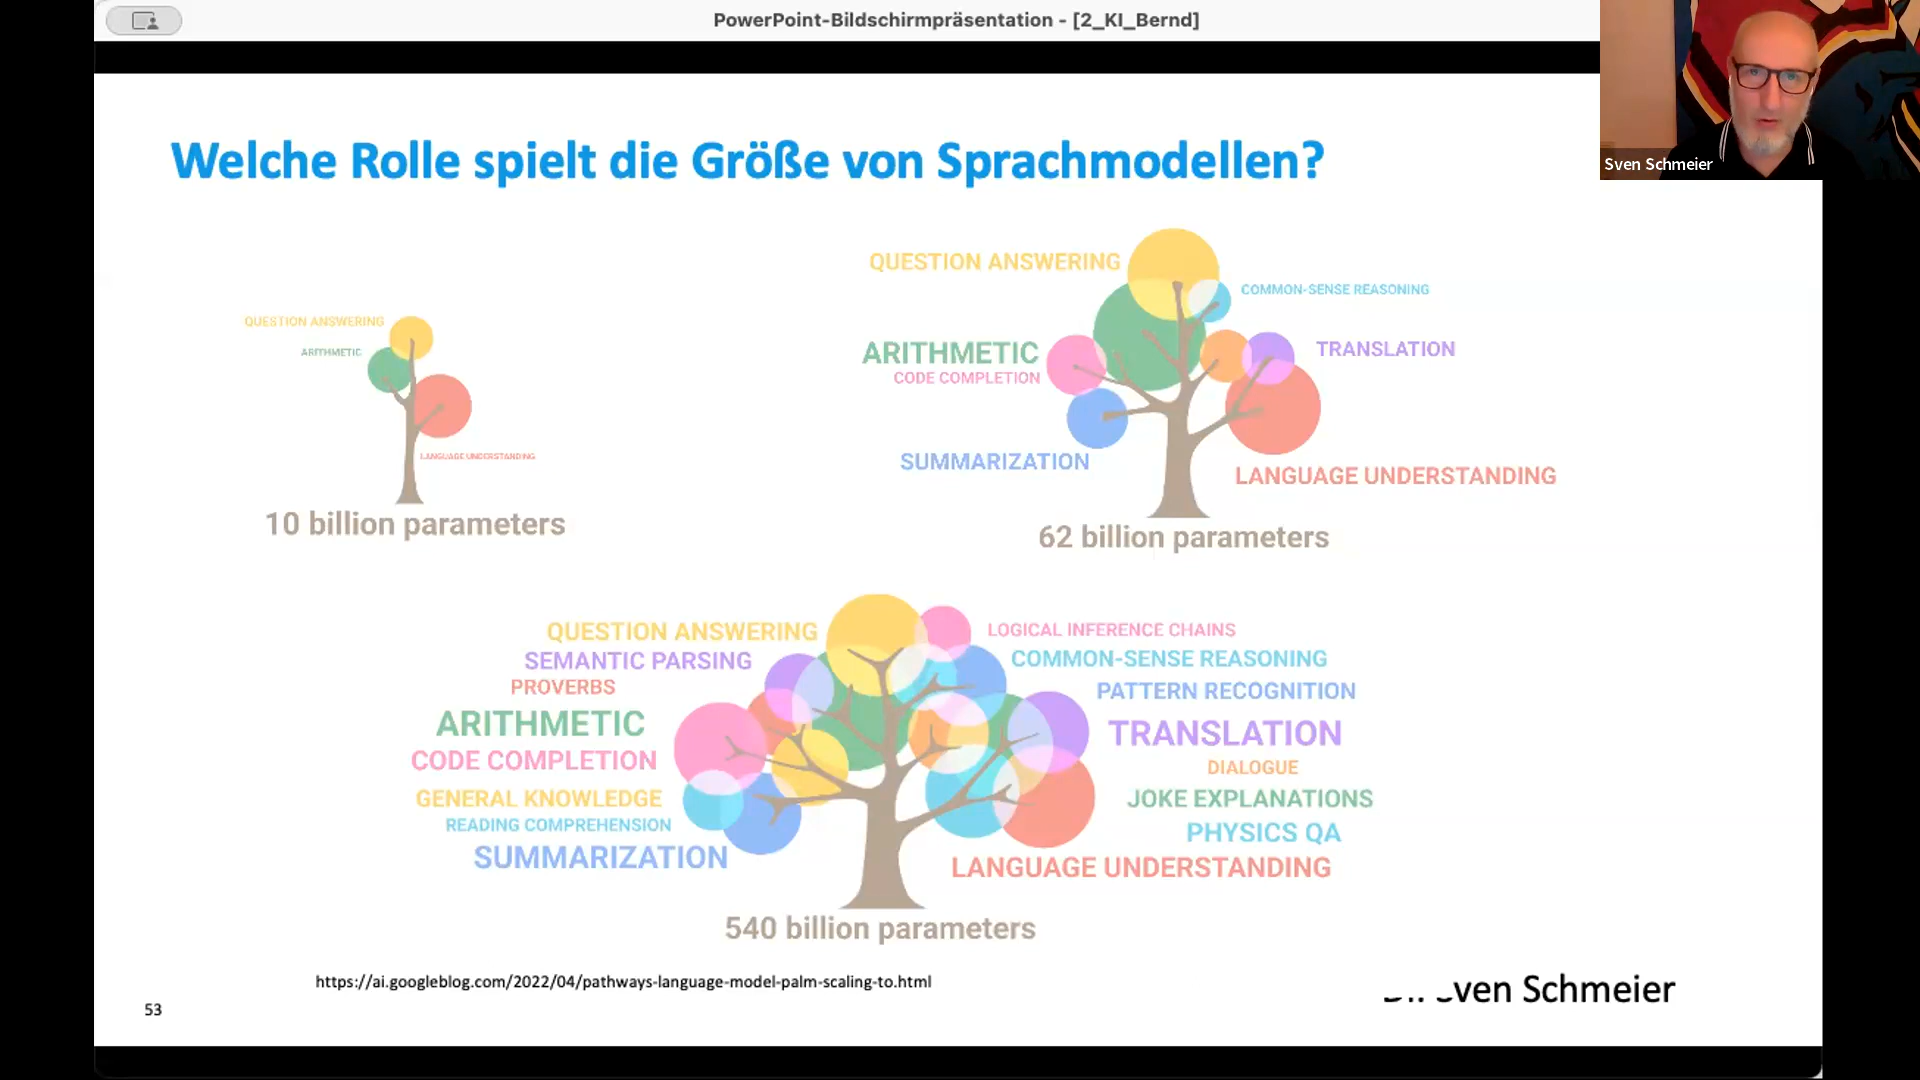 PowerPoint-Bildschirmpräsentation - [2_KI_Bernd]
Sven Schmeier
Welche Rolle spielt die Größe von Sprachmodellen?
QUESTION ANSWERING
ARITHMETIC
LANGUAGE UNDERSTANDING
10 billion parameters
QUESTION ANSWERING
COMMON-SENSE REASONING
ARITHMETIC
TRANSLATION
CODE COMPLETION
SUMMARIZATION
LANGUAGE UNDERSTANDING
62 billion parameters
QUESTION ANSWERING
SEMANTIC PARSING
PROVERBS
ARITHMETIC
CODE COMPLETION
GENERAL KNOWLEDGE
READING COMPREHENSION
SUMMARIZATION
LOGICAL INFERENCE CHAINS
COMMON-SENSE REASONING
PATTERN RECOGNITION
TRANSLATION
DIALOGUE
JOKE EXPLANATIONS
PHYSICS QA
LANGUAGE UNDERSTANDING
540 billion parameters
https://ai.googleblog.com/2022/04/pathways-language-model-palm-scaling-to.html
Sven Schmeier
53